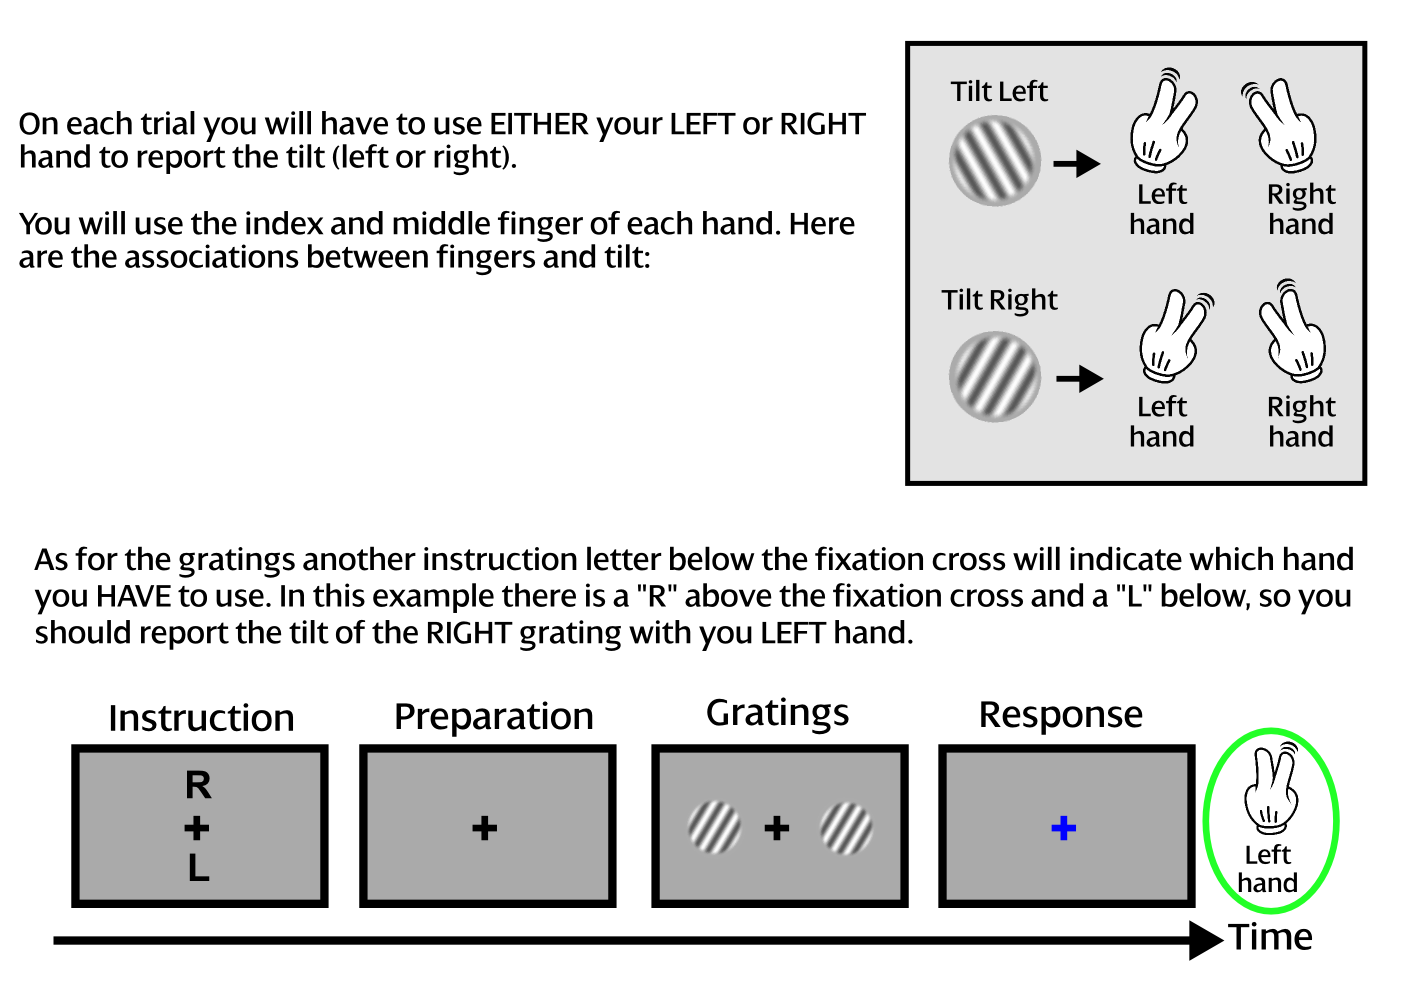 On each trial you will have to use EITHER your LEFT or RIGHT
hand to report the tilt (left or right).
You will use the index and middle finger of each hand. Here
are the associations between fingers and tilt:
Tilt Left
Left
hand
Right
hand
Tilt Right
Left
hand
Right
hand
As for the gratings another instruction letter below the fixation cross will indicate which hand
you HAVE to use. In this example there is a "R" above the fixation cross and a "L" below, so you
should report the tilt of the RIGHT grating with you LEFT hand.
Instruction
R
+
L
Preparation
+
Gratings
+
Response
+
Left
hand
Time